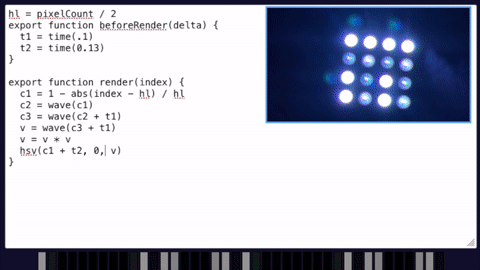 hl = pixelCount / 2
export function beforeRender(delta) {
t1 = time(.1)
t2 = time(0.13)
}
export function render(index) {
c1 = 1 − abs(index − hl) / hl
c2 = wave(c1)
c3 = wave(c2 + t1)
v = wave(c3 + t1)
v = v * v
hsv(c1 + t2, 0, v)
}